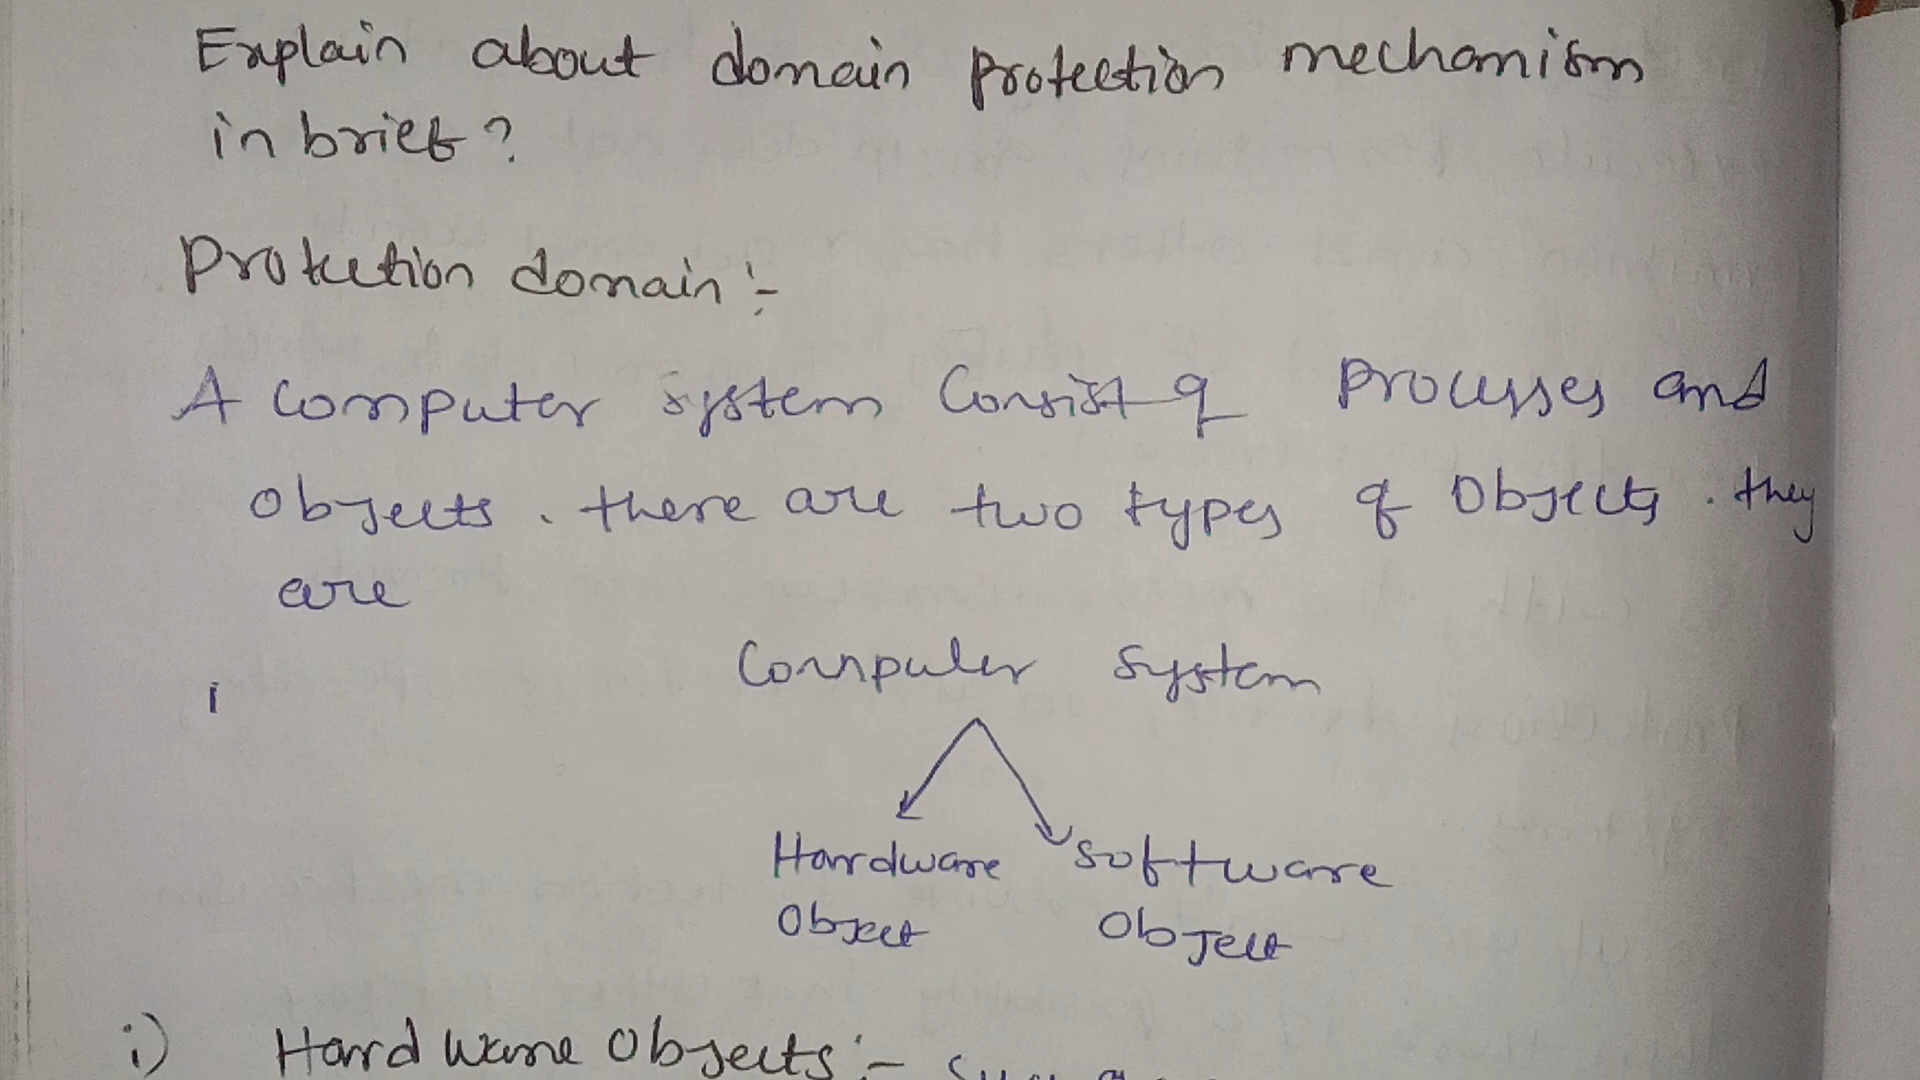 Explain about domain protection mechanism
in brief?
Protection domain :-
A computer system consist of processes and
objects. there are two types of objects. they
are
Computer system
Hardware software
object object
i) Hardware objects :-